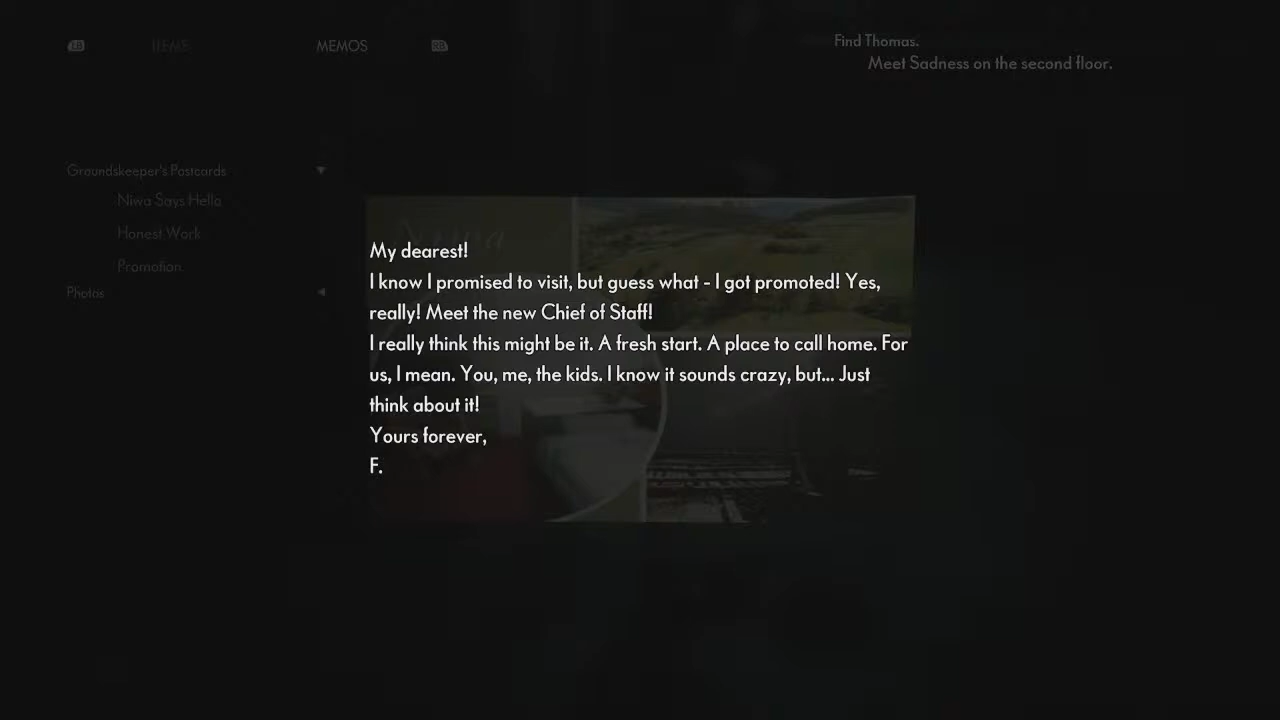 LB ITEMS MEMOS RB
Find Thomas.
Meet Sadness on the second floor.
Groundskeeper's Postcards
Niwa Says Hello
Honest Work
Promotion
Photos
My dearest!
I know I promised to visit, but guess what - I got promoted! Yes,
really! Meet the new Chief of Staff!
I really think this might be it. A fresh start. A place to call home. For
us, I mean. You, me, the kids. I know it sounds crazy, but... Just
think about it!
Yours forever,
F.